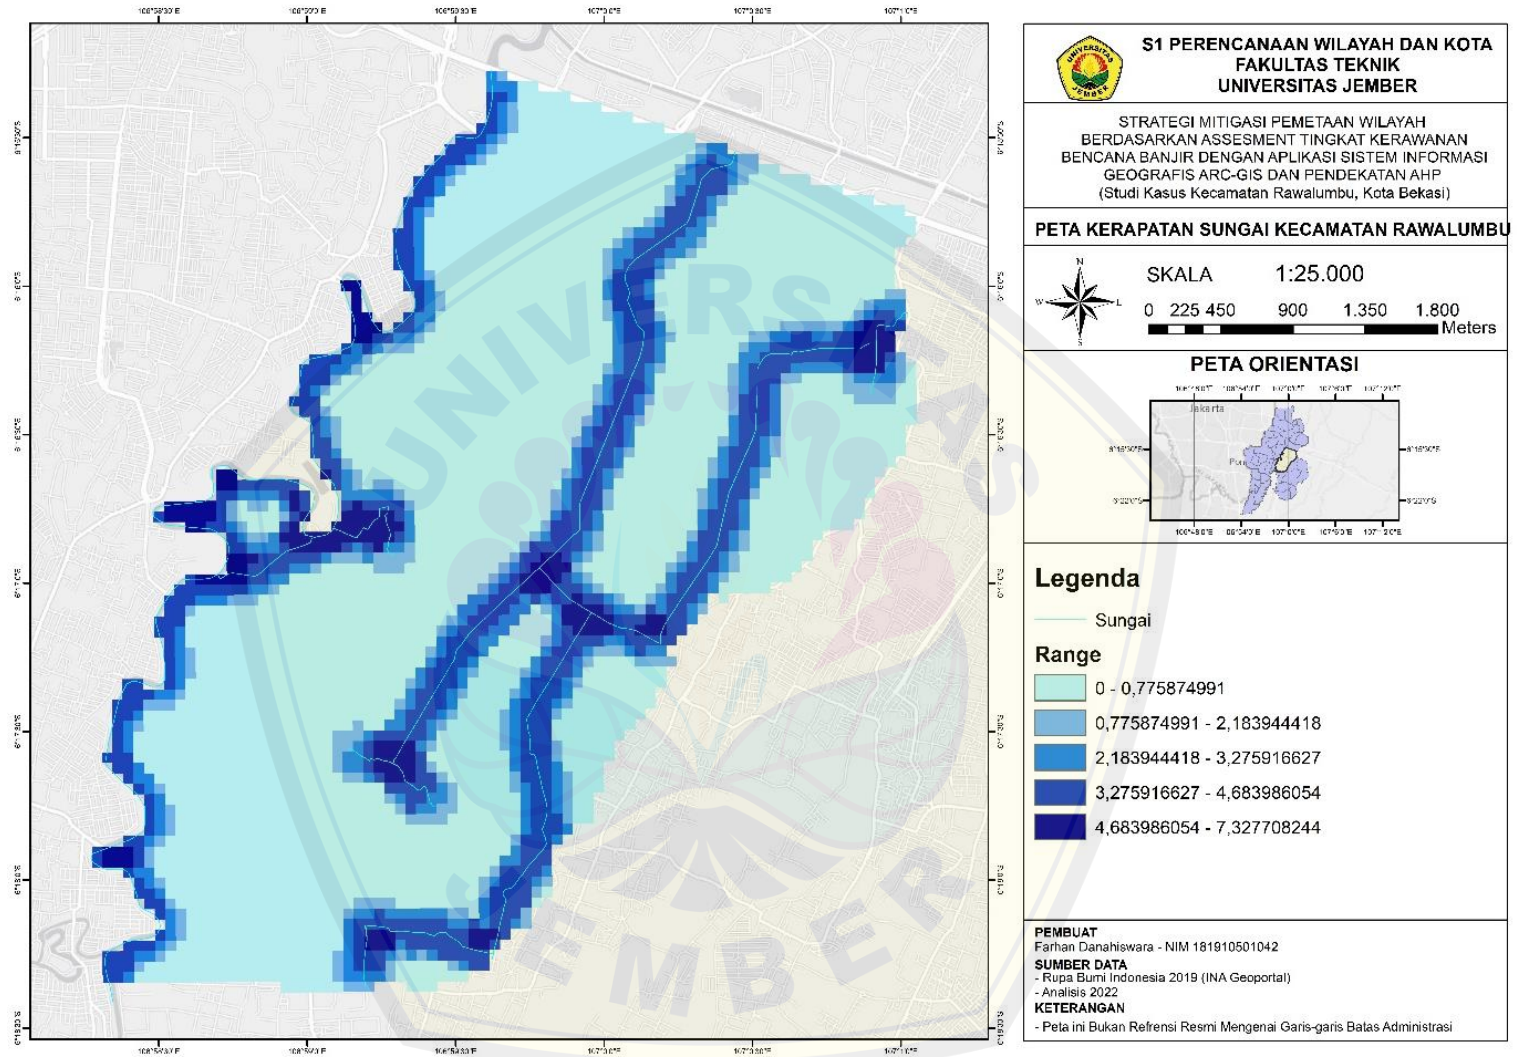 S1 PERENCANAAN WILAYAH DAN KOTA
FAKULTAS TEKNIK
UNIVERSITAS JEMBER
UNIVERSITAS
JEMBER
STRATEGI MITIGASI PEMETAAN WILAYAH
BERDASARKAN ASSESMENT TINGKAT KERAWANAN
BENCANA BANJIR DENGAN APLIKASI SISTEM INFORMASI
GEOGRAFIS ARC-GIS DAN PENDEKATAN AHP
(Studi Kasus Kecamatan Rawalumbu, Kota Bekasi)
PETA KERAPATAN SUNGAI KECAMATAN RAWALUMBU
N
W
L
S
SKALA 1:25.000
0 225 450 900 1.350 1.800
Meters
PETA ORIENTASI
Jakarta
Legenda
Sungai
Range
0 - 0,775874991
0,775874991 - 2,183944418
2,183944418 - 3,275916627
3,275916627 - 4,683986054
4,683986054 - 7,327708244
PEMBUAT
Farhan Danahiswara - NIM 181910501042
SUMBER DATA
- Rupa Bumi Indonesia 2019 (INA Geoportal)
- Analisis 2022
KETERANGAN
- Peta ini Bukan Refrensi Resmi Mengenai Garis-garis Batas Administrasi
UNIVERSITAS
JEMBER